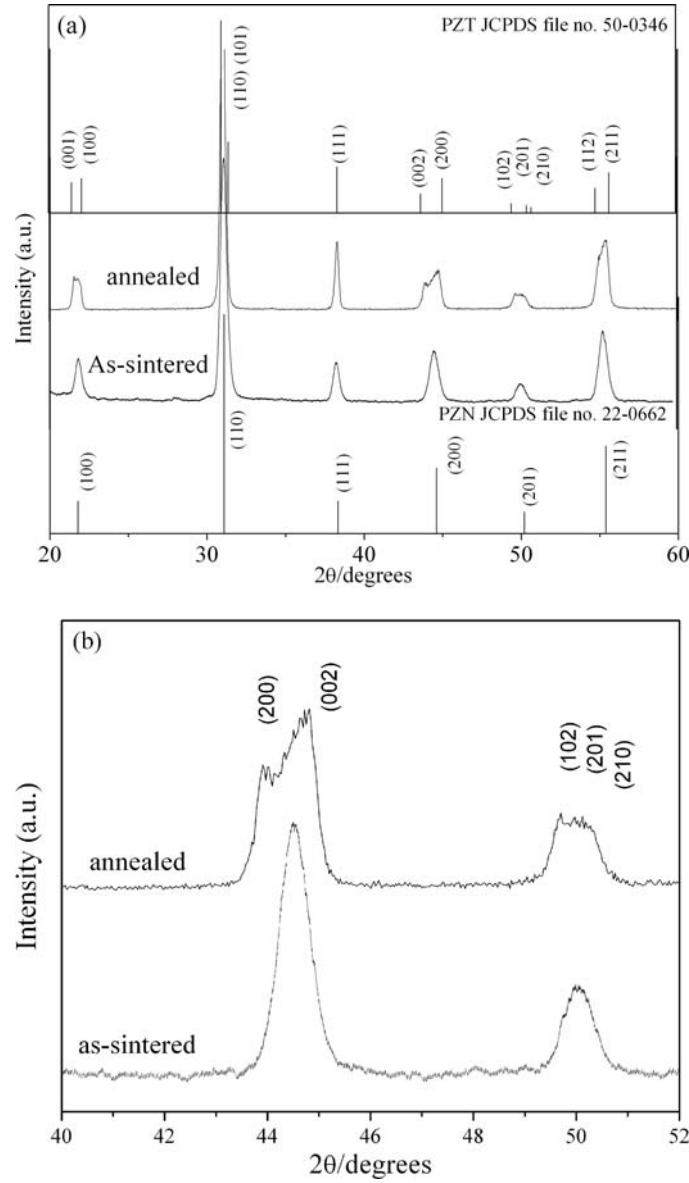 (a)
PZT JCPDS file no. 50-0346
(001)
(100)
(110) (101)
(111)
(002)
(200)
(102)
(201)
(210)
(112)
(211)
annealed
As-sintered
PZN JCPDS file no. 22-0662
(100)
(110)
(111)
(200)
(201)
(211)
Intensity (a.u.)
20 30 40 50 60
2θ/degrees
(b)
(200)
(002)
(102)
(201)
(210)
annealed
as-sintered
Intensity (a.u.)
40 42 44 46 48 50 52
2θ/degrees